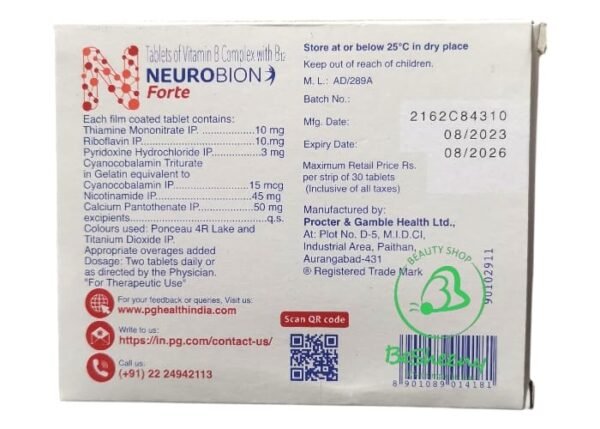 Tablets of Vitamin B Complex with B12
NEUROBION
Forte
Each film coated tablet contains:
Thiamine Mononitrate IP..................10 mg
Riboflavin IP...................................10.mg
Pyridoxine Hydrochloride IP.............3 mg
Cyanocobalamin Triturate
in Gelatin equivalent to
Cyanocobalamin IP.....................15 mcg
Nicotinamide IP..............................45 mg
Calcium Pantothenate IP................50 mg
excipients.........................................q.s.
Colours used: Ponceau 4R Lake and
Titanium Dioxide IP.
Appropriate overages added
Dosage: Two tablets daily or
as directed by the Physician.
"For Therapeutic Use"
For your feedback or queries, Visit us:
www.pghealthindia.com
Write to us:
https://in.pg.com/contact-us/
Call us:
(+91) 22 24942113
Scan QR code
Store at or below 25°C in dry place
Keep out of reach of children.
M. L.: AD/289A
Batch No.:
2162C84310
Mfg. Date:
08/2023
Expiry Date:
08/2026
Maximum Retail Price Rs.
per strip of 30 tablets
(Inclusive of all taxes)
Manufactured by:
Procter & Gamble Health Ltd.,
At: Plot No. D-5, M.I.D.CI,
Industrial Area, Paithan,
Aurangabad-431
® Registered Trade Mark
90102911
BEAUTY SHOP
8 901089 014181